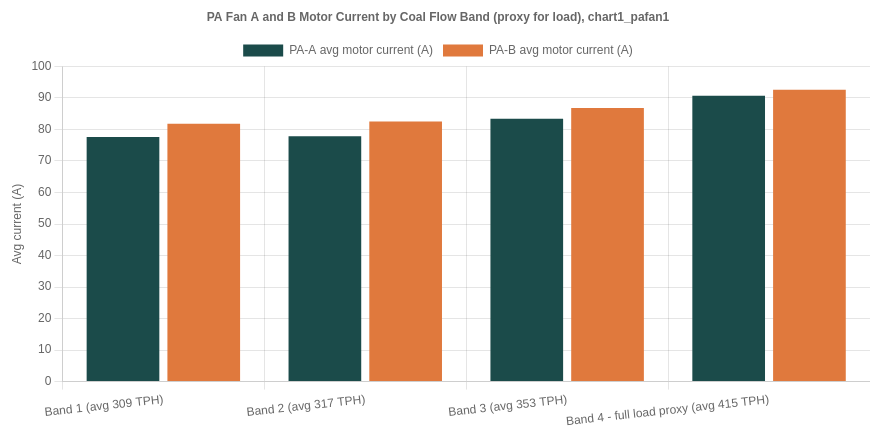 PA Fan A and B Motor Current by Coal Flow Band (proxy for load), chart1_pafan1
PA-A avg motor current (A)
PA-B avg motor current (A)
Avg current (A)
100
90
80
70
60
50
40
30
20
10
0
Band 1 (avg 309 TPH)
Band 2 (avg 317 TPH)
Band 3 (avg 353 TPH)
Band 4 - full load proxy (avg 415 TPH)